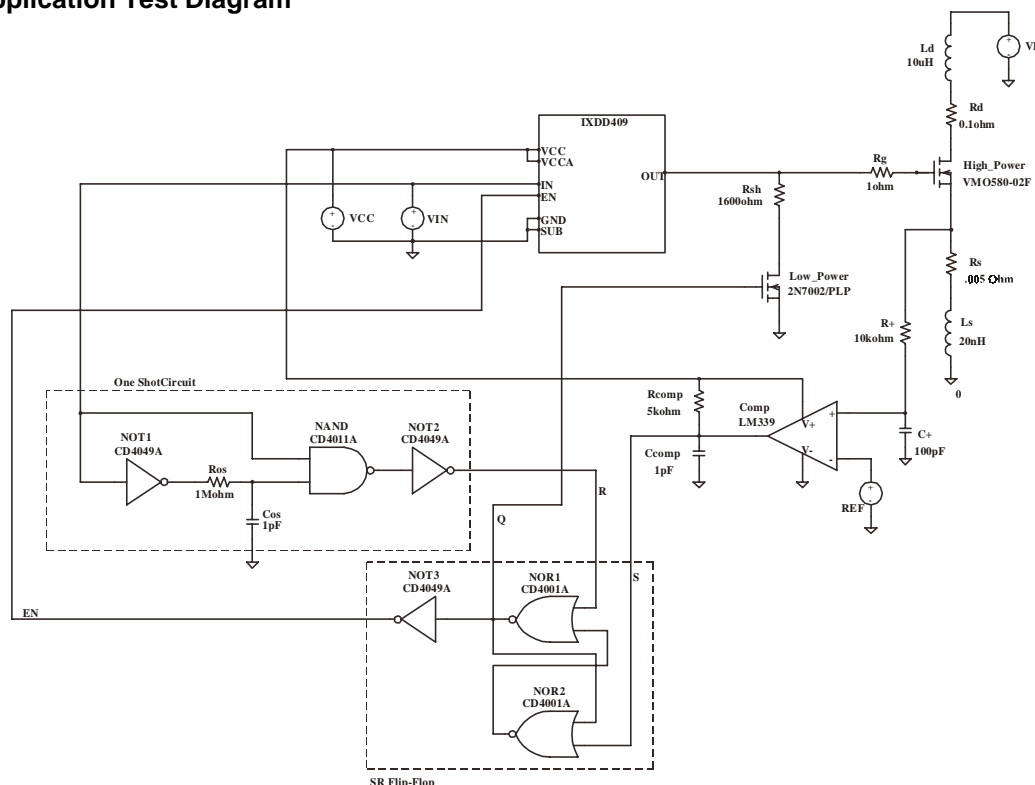 Application Test Diagram
Ld
10uH
Rd
0.1ohm
IXDD409
VCC
VCCA
IN
EN
GND
SUB
OUT
VCC
VIN
Rg
1ohm
High_Power
VMO580-02F
Rsh
1600ohm
Low_Power
2N7002/PLP
Rs
.005 Ohm
R+
10kohm
Ls
20nH
0
One ShotCircuit
NOT1
CD4049A
Ros
1Mohm
Cos
1pF
NAND
CD4011A
NOT2
CD4049A
Rcomp
5kohm
Ccomp
1pF
Comp
LM339
V+
V-
C+
100pF
REF
R
Q
S
EN
NOT3
CD4049A
NOR1
CD4001A
NOR2
CD4001A
SR Flip-Flop